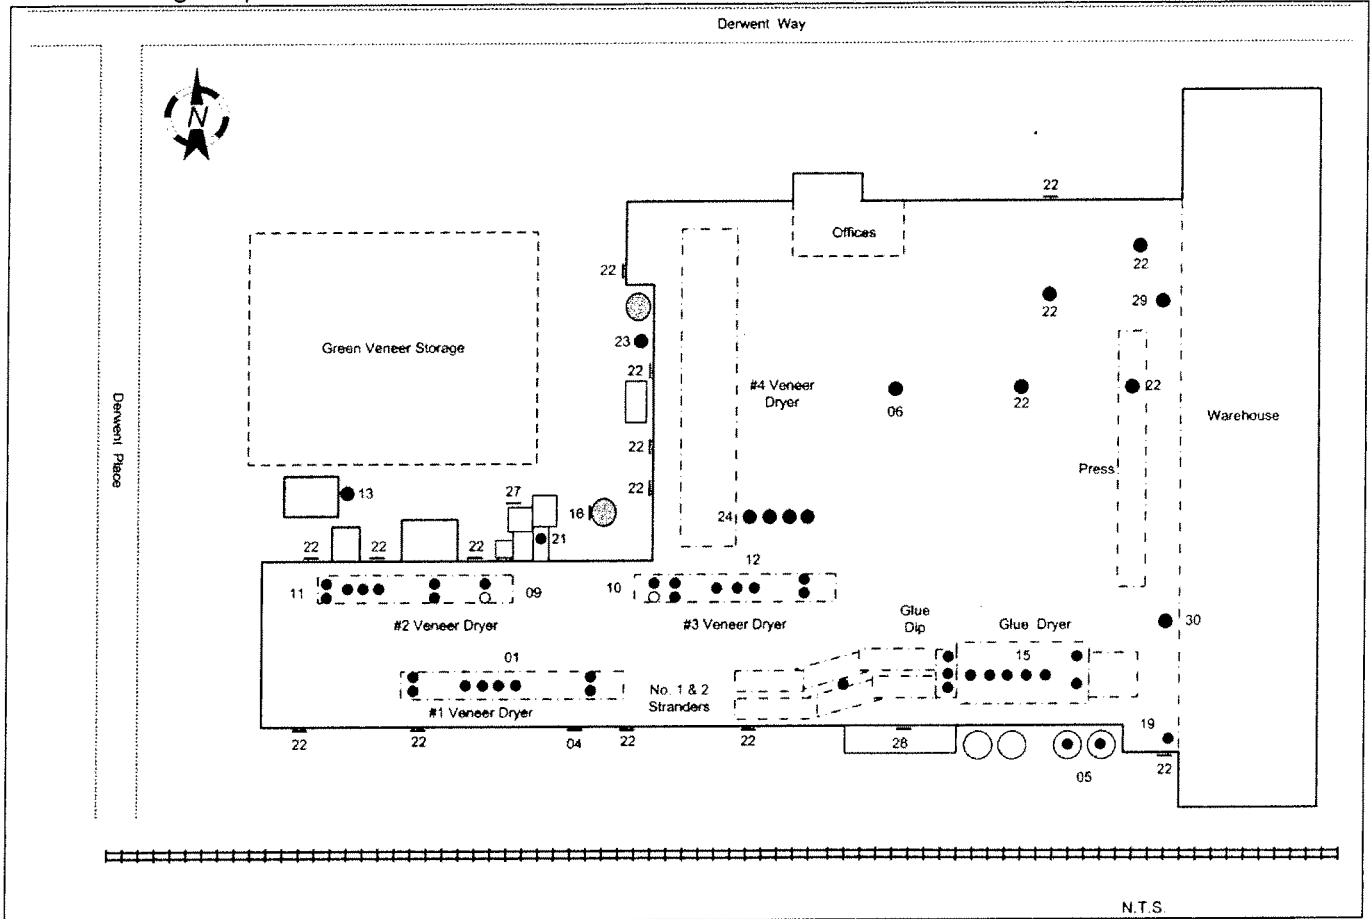 Derwent Way
N
22
Offices
22
22
22
29
23
Green Veneer Storage
22
#4 Veneer
Dryer
06
22
22
Warehouse
Derwent Place
22
Press
22
13
27
16
24
21
22
22
22
12
11
09
10
#2 Veneer Dryer
#3 Veneer Dryer
Glue
Dip
Glue Dryer
30
01
15
No. 1 & 2
Stranders
#1 Veneer Dryer
19
22
22
04
22
22
28
05
22
N.T.S.